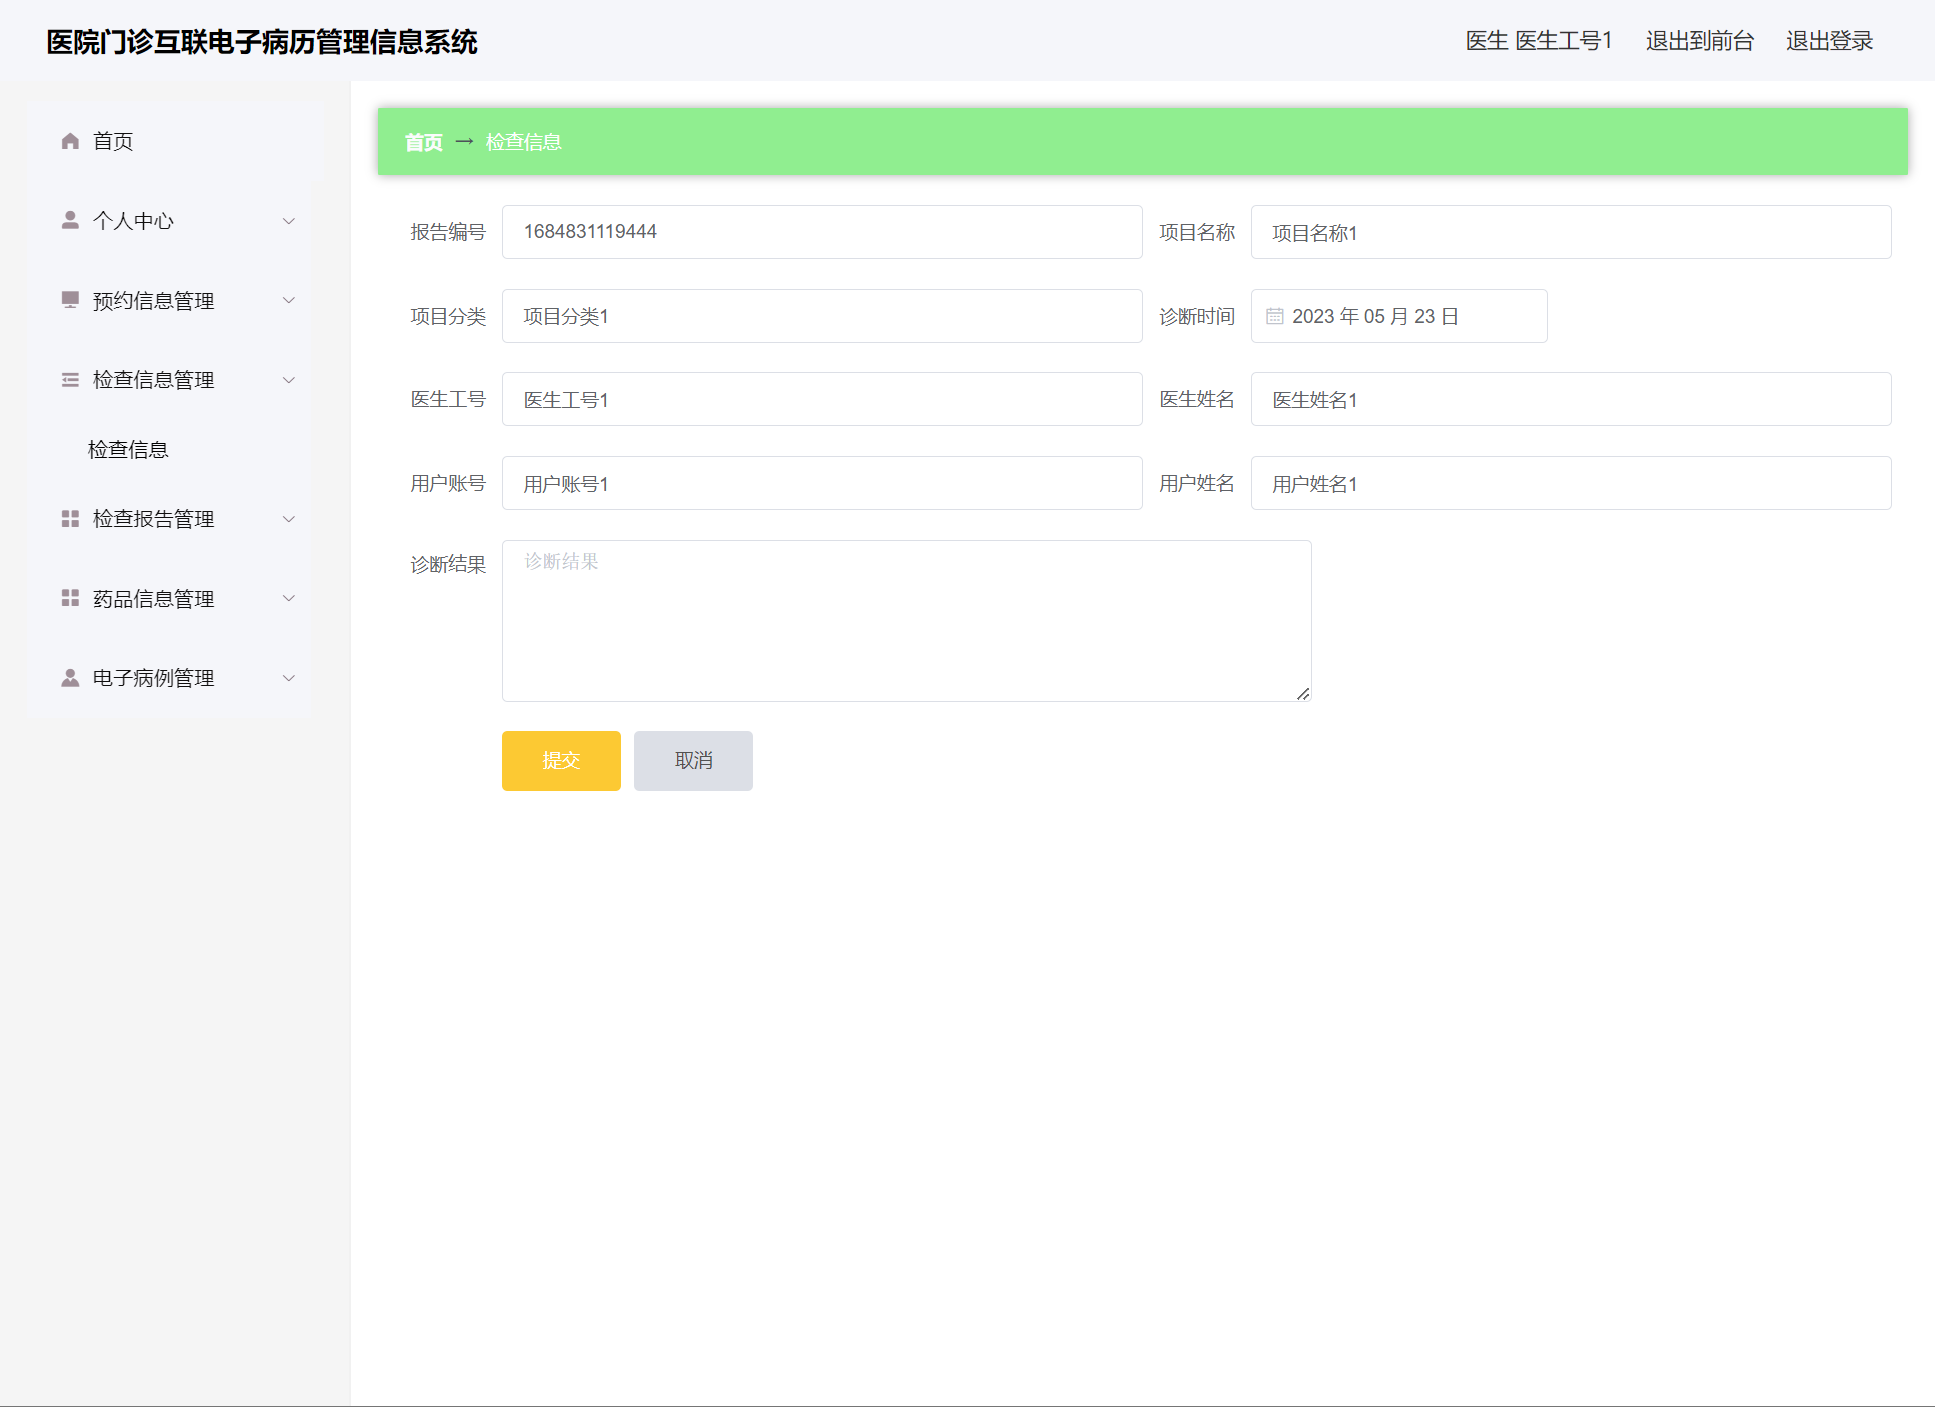 医院门诊互联电子病历管理信息系统
医生 医生工号1 退出到前台 退出登录
首页
个人中心
预约信息管理
检查信息管理
检查信息
检查报告管理
药品信息管理
电子病例管理
首页 → 检查信息
报告编号 1684831119444 项目名称 项目名称1
项目分类 项目分类1 诊断时间 2023 年 05 月 23 日
医生工号 医生工号1 医生姓名 医生姓名1
用户账号 用户账号1 用户姓名 用户姓名1
诊断结果 诊断结果
提交 取消